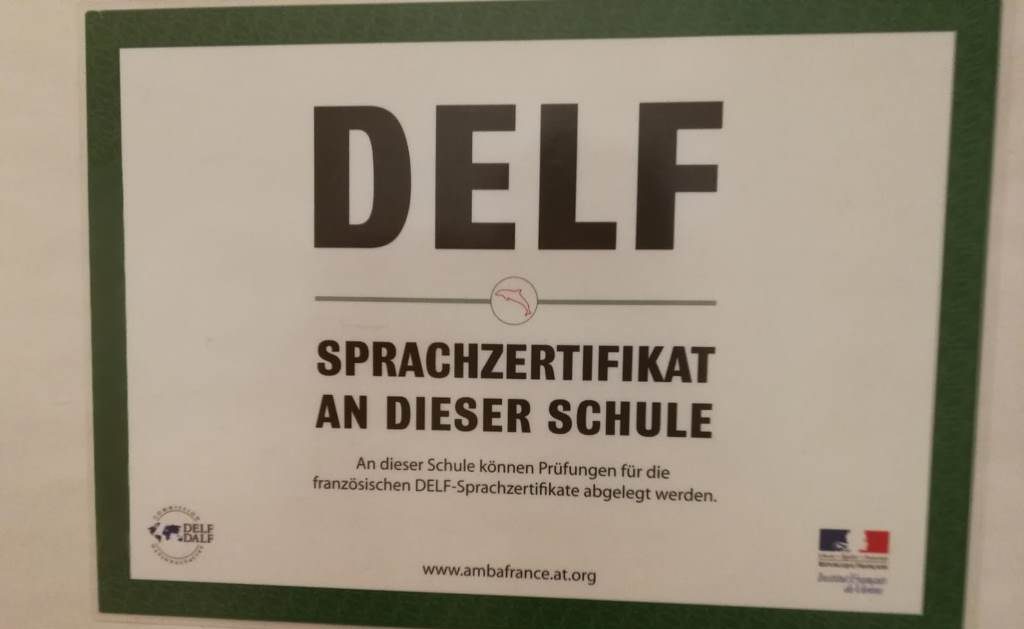 DELF
SPRACHZERTIFIKAT
AN DIESER SCHULE
An dieser Schule können Prüfungen für die
französischen DELF-Sprachzertifikate abgelegt werden.
DELF
DALF
www.ambafrance.at.org